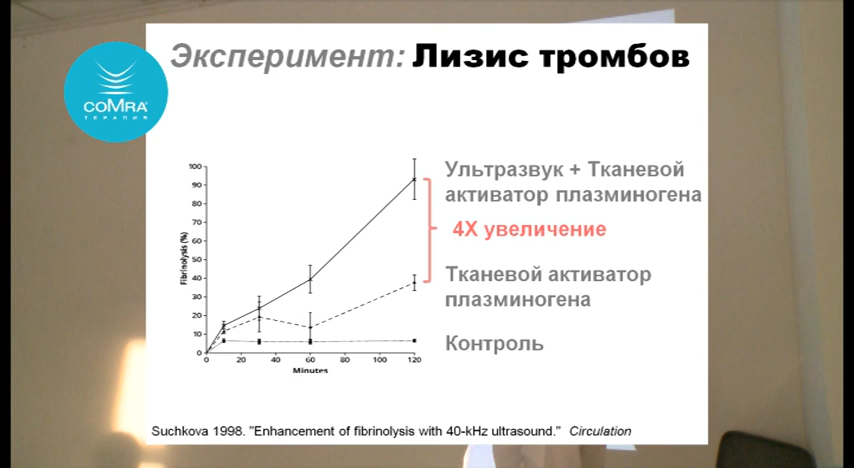 Эксперимент: Лизис тромбов
coMRA
ТЕРАПИЯ
100
90
80
70
60
50
40
30
20
10
0
Fibrinolysis (%)
0 20 40 60 80 100 120
Minutes
Ультразвук + Тканевой
активатор плазминогена
4X увеличение
Тканевой активатор
плазминогена
Контроль
Suchkova 1998. "Enhancement of fibrinolysis with 40-kHz ultrasound." Circulation